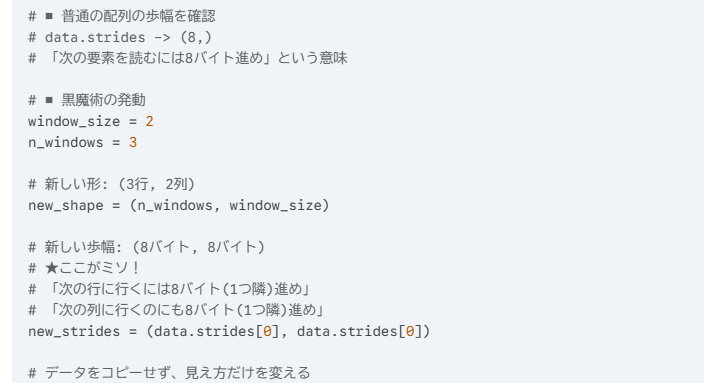 # ■ 普通の配列の歩幅を確認
# data.strides -> (8,)
# 「次の要素を読むには8バイト進め」という意味
# ■ 黒魔術の発動
window_size = 2
n_windows = 3
# 新しい形: (3行, 2列)
new_shape = (n_windows, window_size)
# 新しい歩幅: (8バイト, 8バイト)
# ★ここがミソ！
# 「次の行に行くには8バイト(1つ隣)進め」
# 「次の列に行くのにも8バイト(1つ隣)進め」
new_strides = (data.strides[0], data.strides[0])
# データをコピーせず、見え方だけを変える